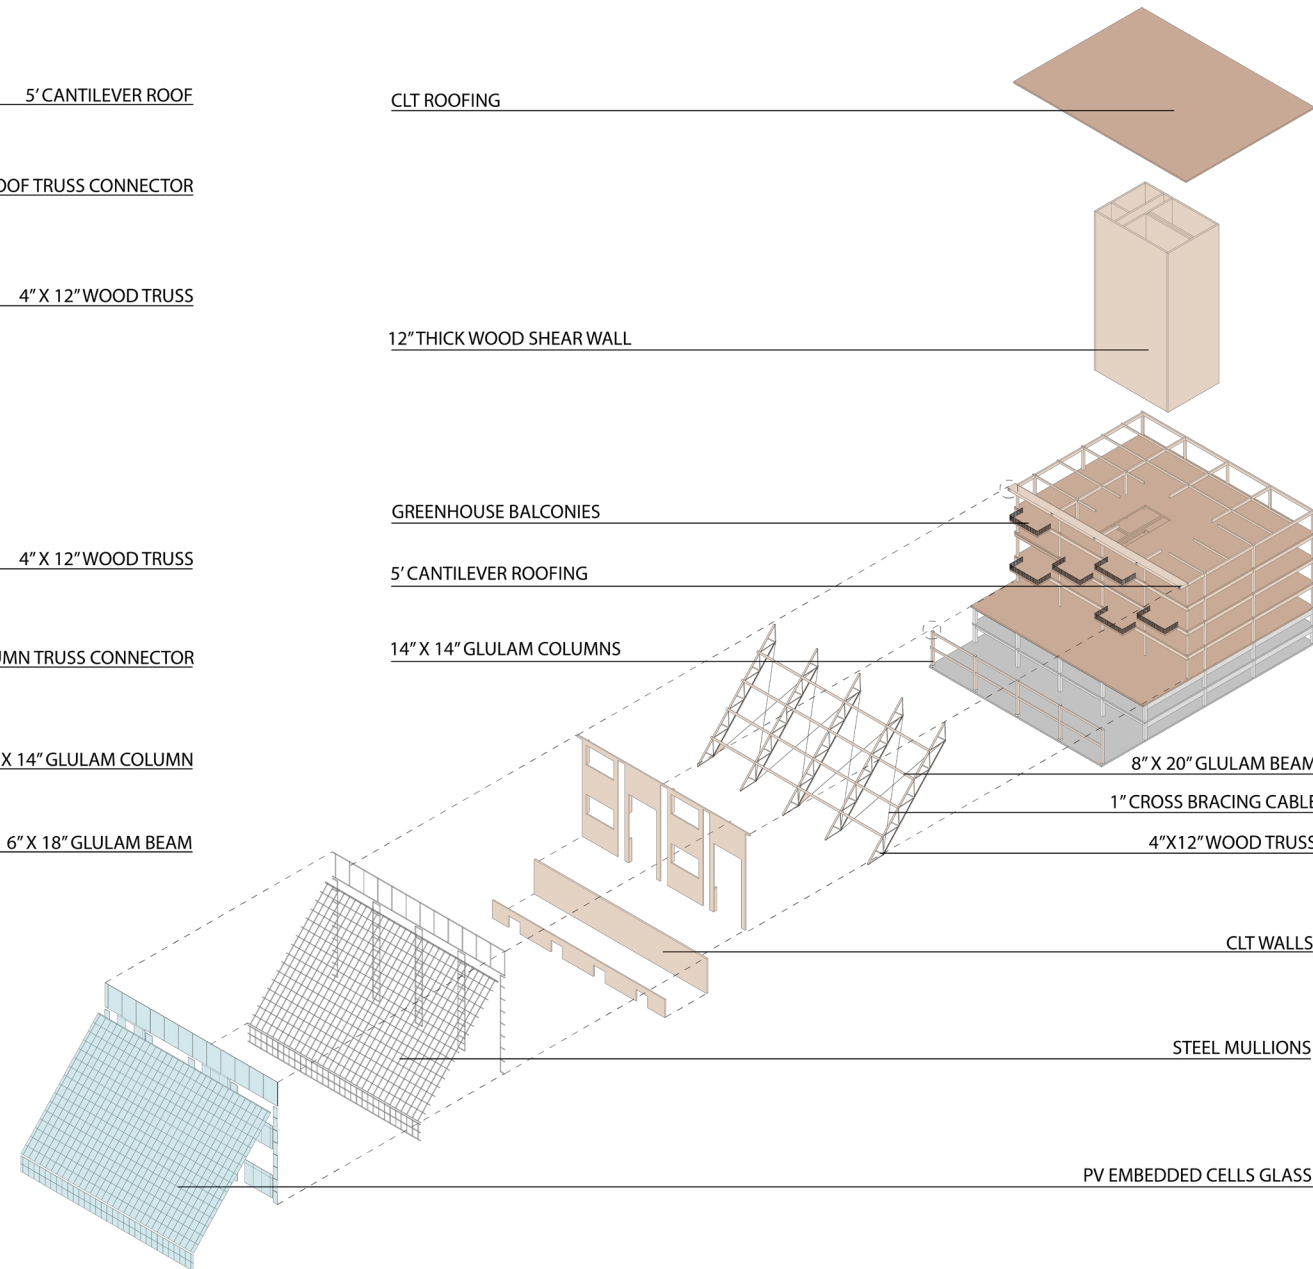 5' CANTILEVER ROOF
TRUSS CONNECTOR
4" X 12" WOOD TRUSS
4" X 12" WOOD TRUSS
TRUSS CONNECTOR
X 14" GLULAM COLUMN
6" X 18" GLULAM BEAM
CLT ROOFING
12" THICK WOOD SHEAR WALL
GREENHOUSE BALCONIES
5' CANTILEVER ROOFING
14" X 14" GLULAM COLUMNS
8" X 20" GLULAM BEAM
1" CROSS BRACING CABLE
4"X12" WOOD TRUSS
CLT WALLS
STEEL MULLIONS
PV EMBEDDED CELLS GLASS